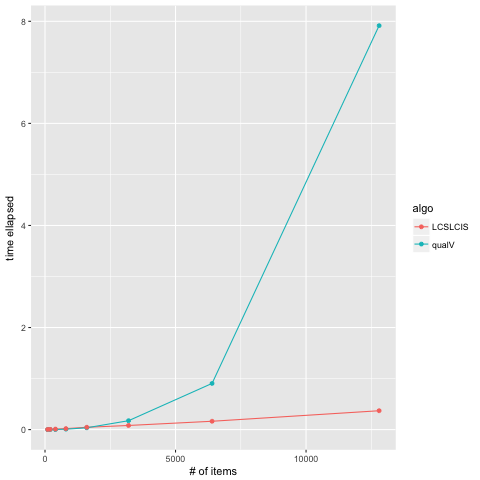 8
6
4
2
0
time ellapsed
0
5000
10000
# of items
algo
LCSLCIS
qualV